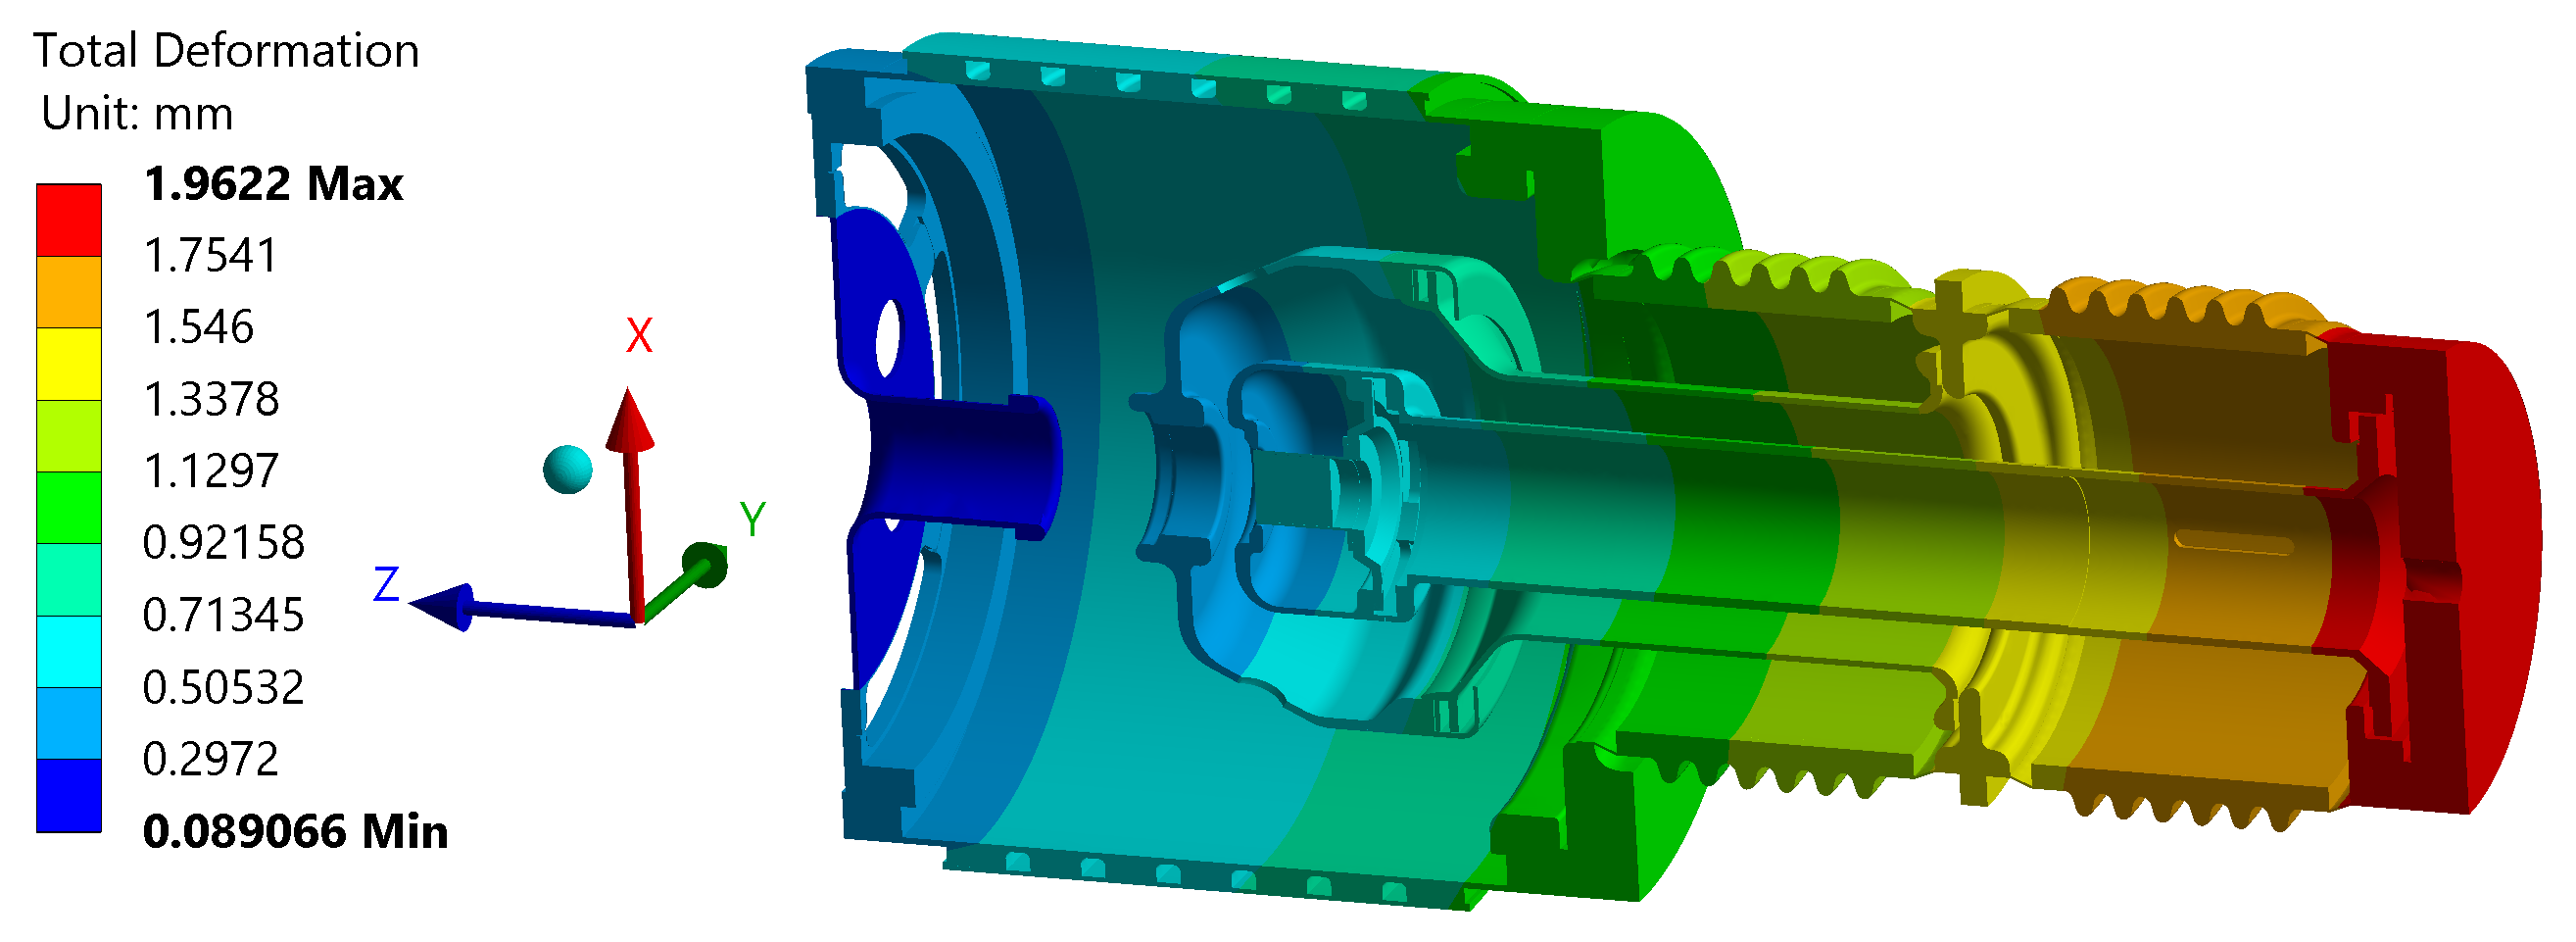 Total Deformation
Unit: mm
1.9622 Max
1.7541
1.546
1.3378
1.1297
0.92158
0.71345
0.50532
0.2972
0.089066 Min
X
Y
Z